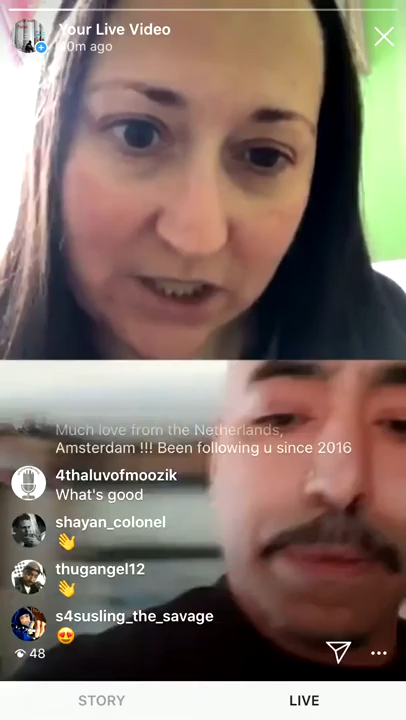 Your Live Video
40m ago
Much love from the Netherlands,
Amsterdam !!! Been following u since 2016
4thaluvofmoozik
What's good
shayan_colonel
👋
thugangel12
👋
s4susling_the_savage
😍
48
STORY
LIVE